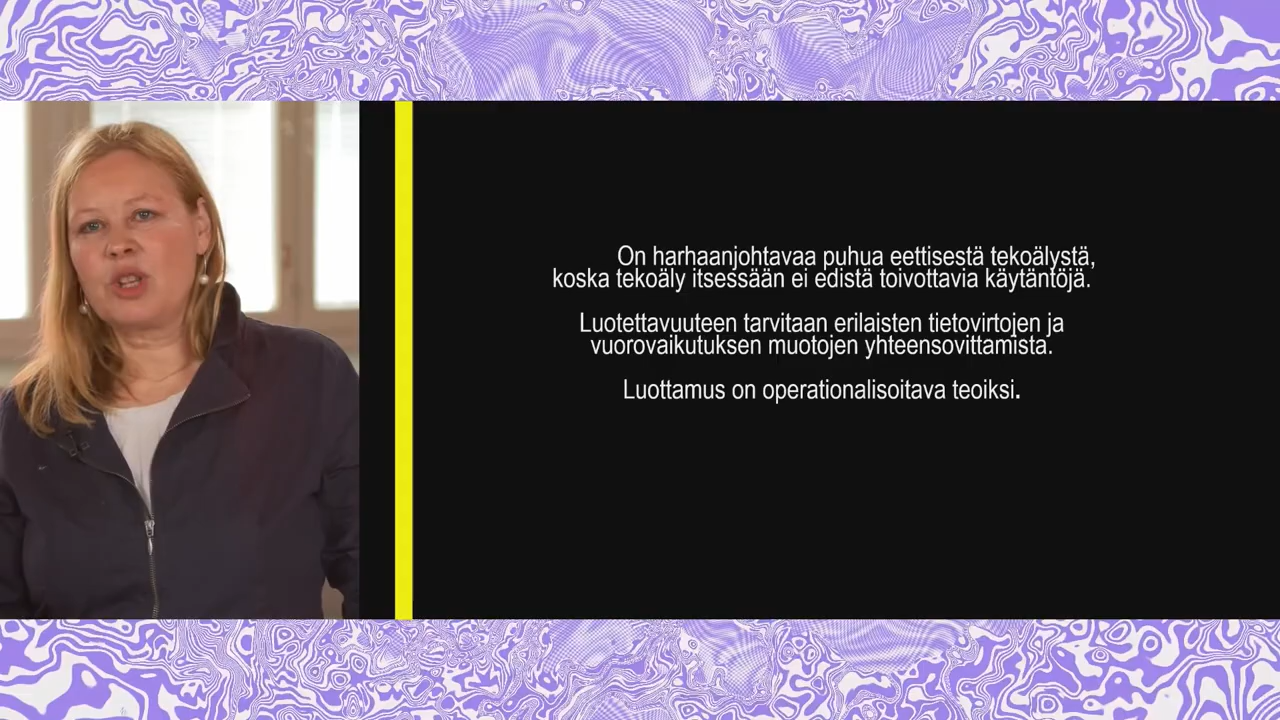 On harhaanjohtavaa puhua eettisestä tekoälystä,
koska tekoäly itsessään ei edistä toivottavia käytäntöjä.
Luotettavuuteen tarvitaan erilaisten tietovirtojen ja
vuorovaikutuksen muotojen yhteensovittamista.
Luottamus on operationalisoitava teoiksi.